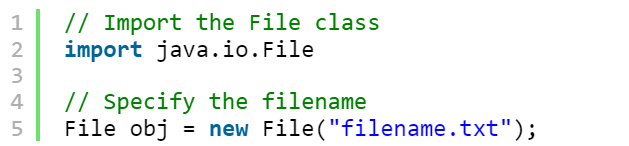 1 // Import the File class
2 import java.io.File
3
4 // Specify the filename
5 File obj = new File("filename.txt");